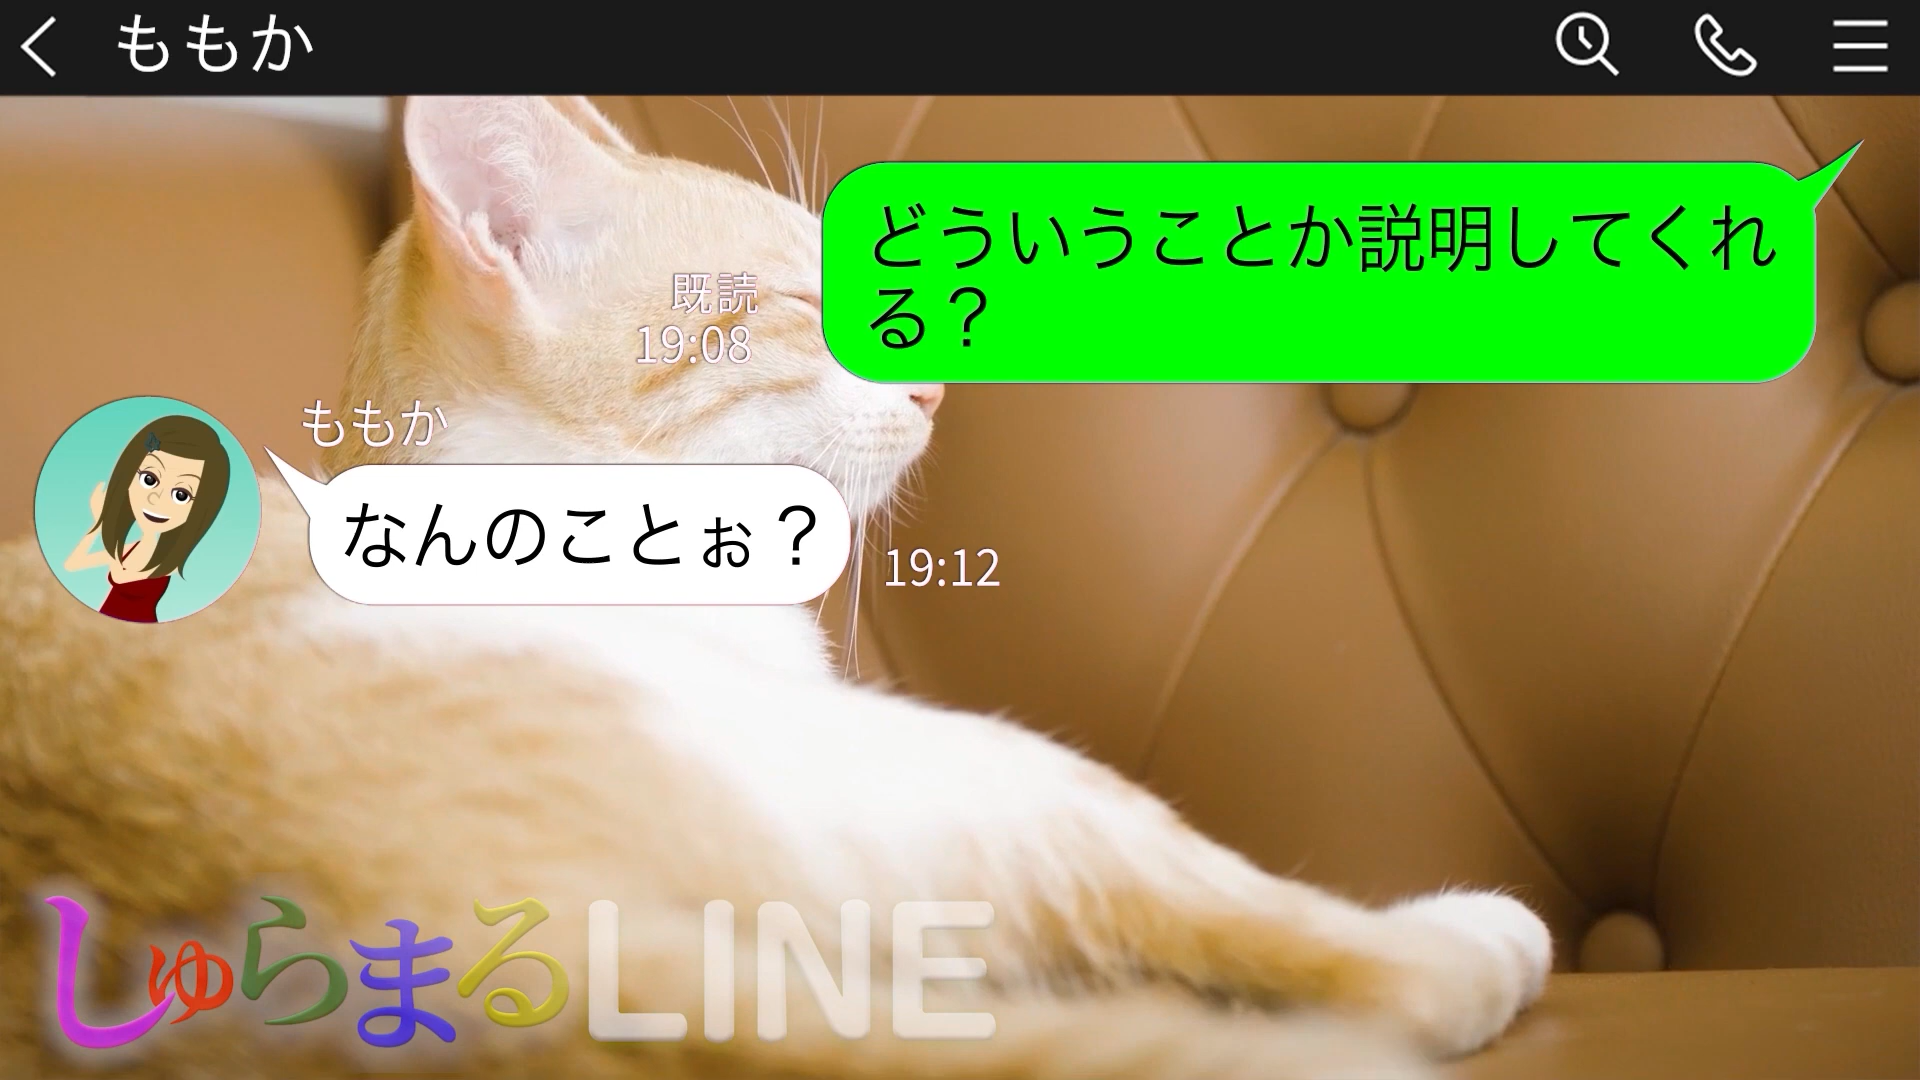 ももか
どういうことか説明してくれ
る？
既読
19:08
ももか
なんのことぉ？
19:12
しゅらまるLINE